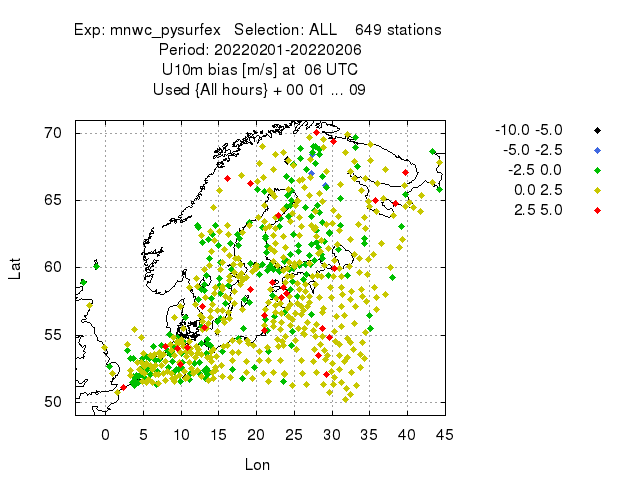 Exp: mnwc_pysurfex Selection: ALL 649 stations
Period: 20220201-20220206
U10m bias [m/s] at 06 UTC
Used {All hours} + 00 01 ... 09
-10.0 -5.0
-5.0 -2.5
-2.5 0.0
0.0 2.5
2.5 5.0
70
65
60
55
50
Lat
0 5 10 15 20 25 30 35 40 45
Lon